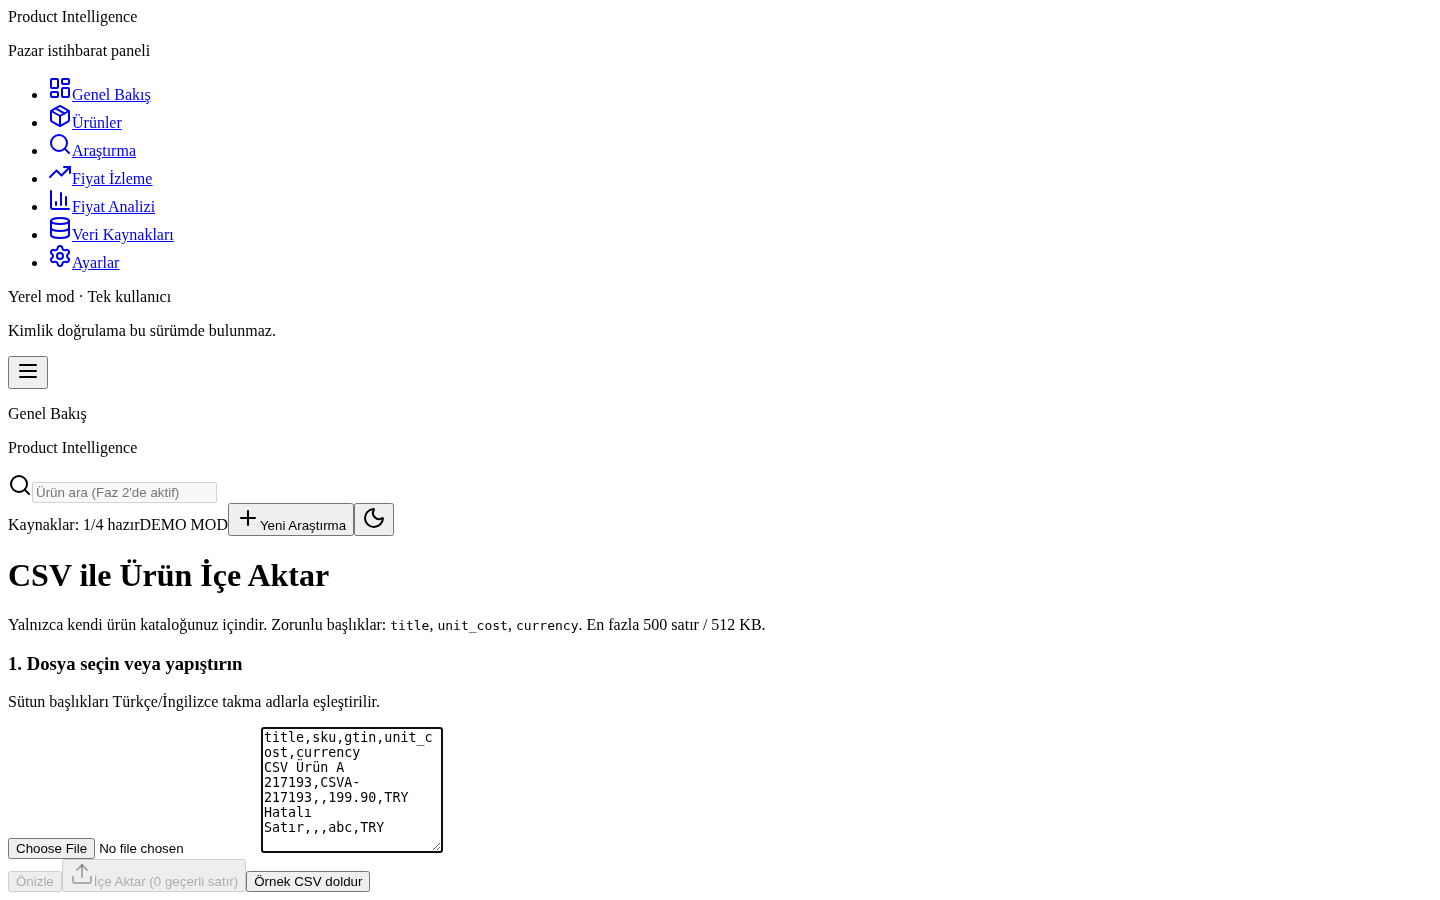 Product Intelligence
Pazar istihbarat paneli
Genel Bakış
Ürünler
Araştırma
Fiyat İzleme
Fiyat Analizi
Veri Kaynakları
Ayarlar
Yerel mod · Tek kullanıcı
Kimlik doğrulama bu sürümde bulunmaz.
Genel Bakış
Product Intelligence
Ürün ara (Faz 2'de aktif)
Kaynaklar: 1/4 hazırDEMO MOD Yeni Araştırma
CSV ile Ürün İçe Aktar
Yalnızca kendi ürün kataloğunuz içindir. Zorunlu başlıklar: title, unit_cost, currency. En fazla 500 satır / 512 KB.
1. Dosya seçin veya yapıştırın
Sütun başlıkları Türkçe/İngilizce takma adlarla eşleştirilir.
title,sku,gtin,unit_c
ost,currency
CSV Ürün A
217193,CSVA-
217193,,199.90,TRY
Hatalı
Satır,,,abc,TRY
Choose File No file chosen
Önizle İçe Aktar (0 geçerli satır) Örnek CSV doldur